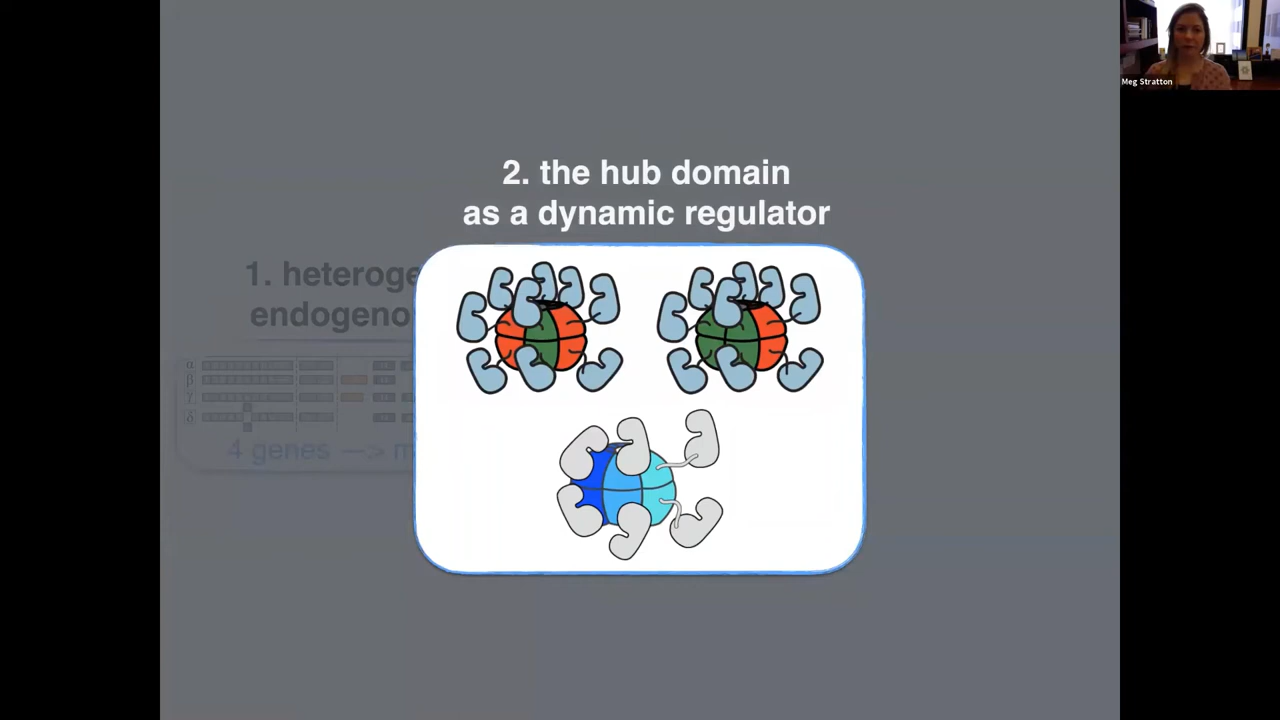 Meg Stratton
2. the hub domain
as a dynamic regulator
1. heteroge
endogeno
α
β
γ
δ
4 genes —> m